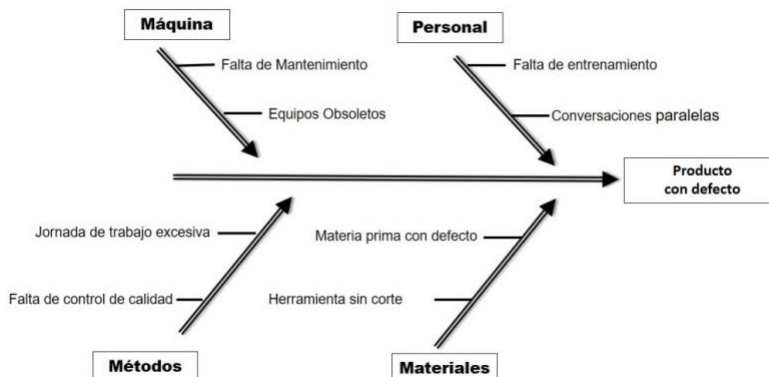 Máquina
Personal
Falta de Mantenimiento
Falta de entrenamiento
Equipos Obsoletos
Conversaciones paralelas
Producto
con defecto
Jornada de trabajo excesiva
Materia prima con defecto
Falta de control de calidad
Herramienta sin corte
Métodos
Materiales